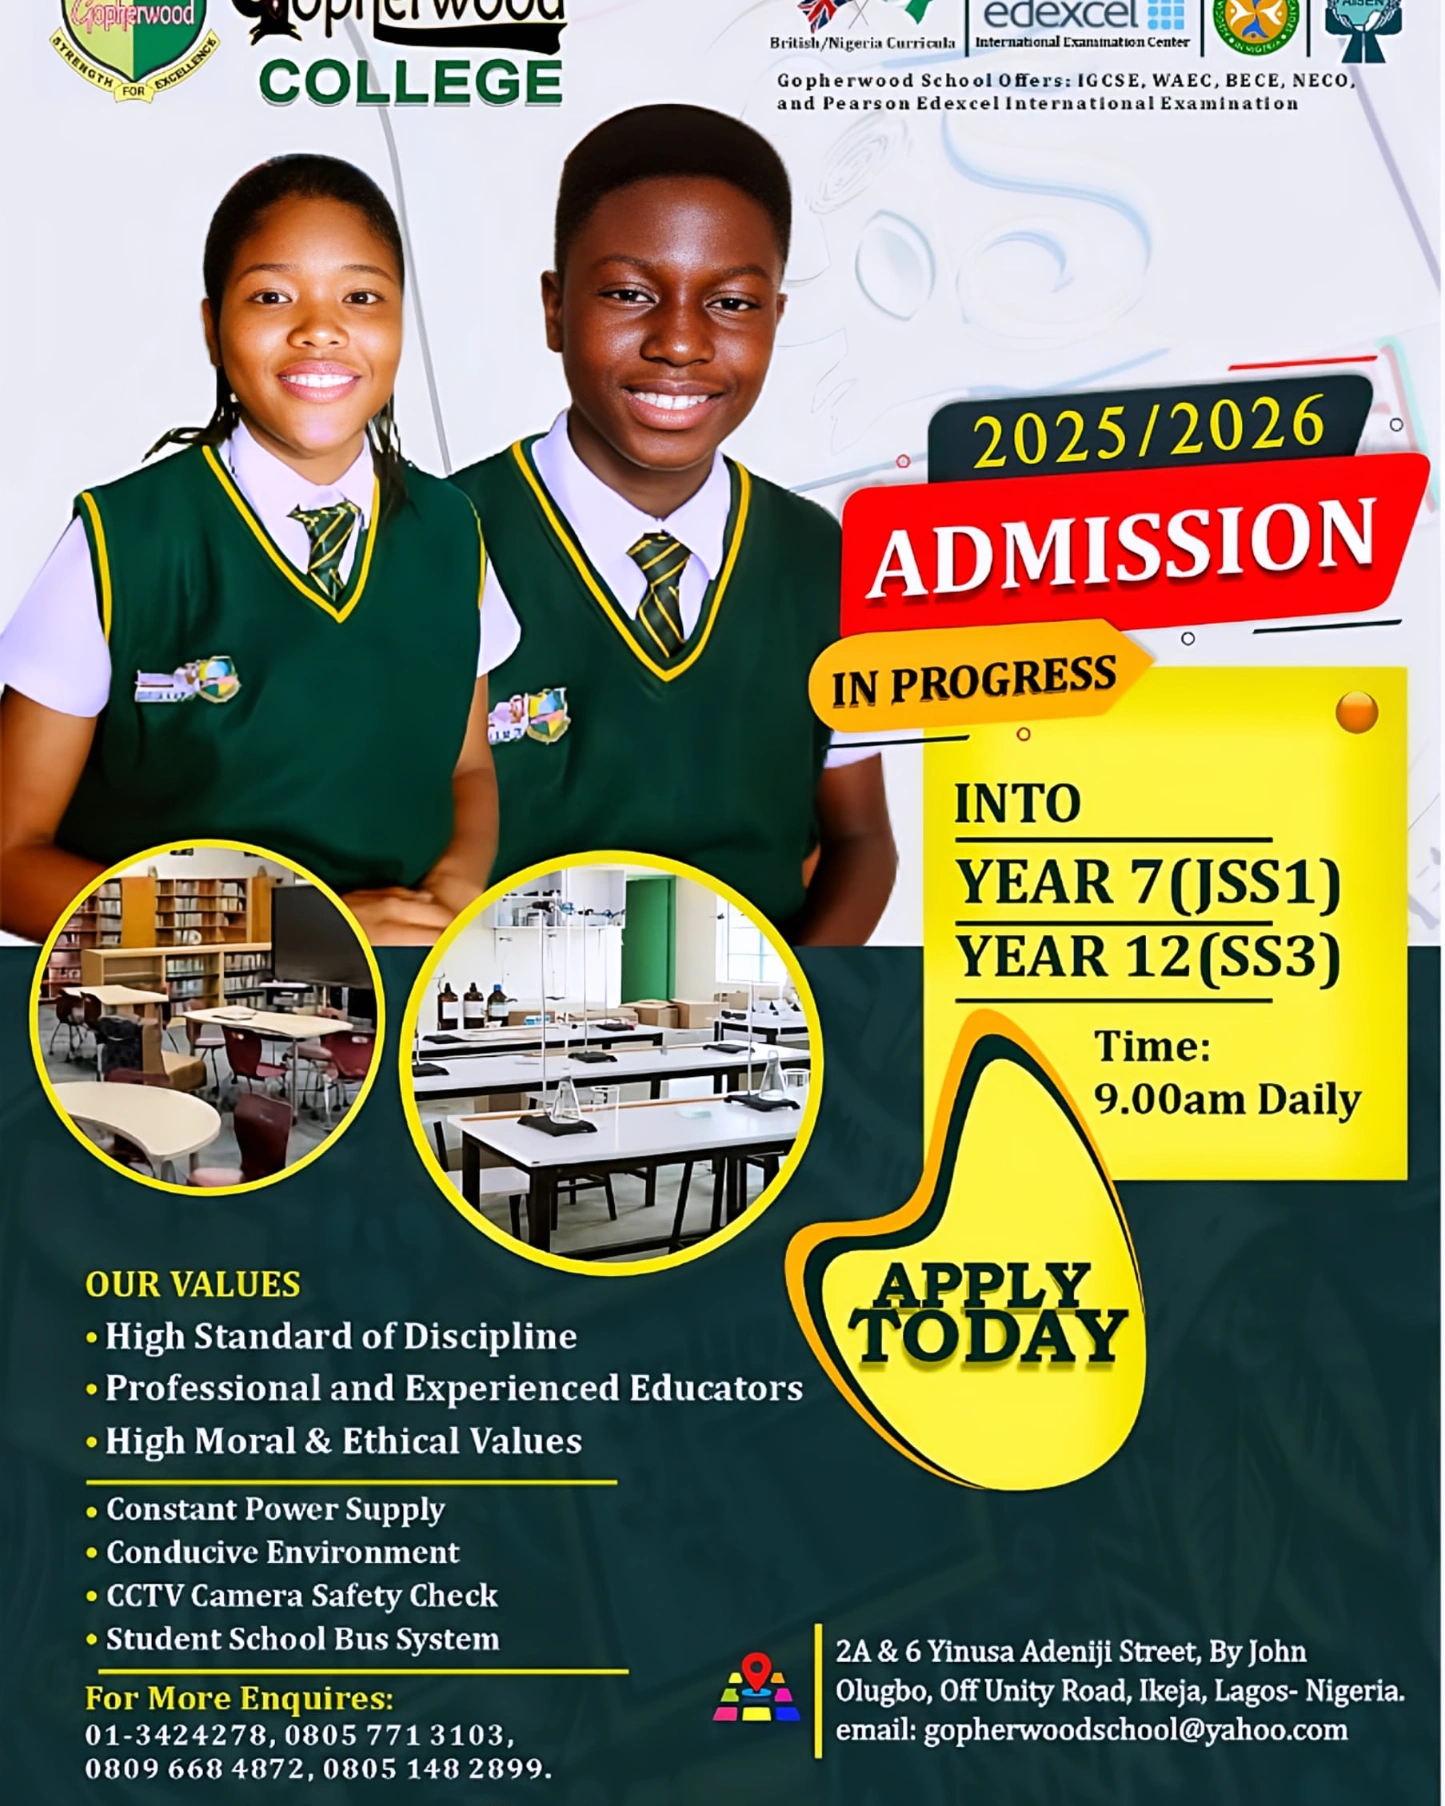 Gopherwood
STRENGTH FOR EXCELLENCE
Gopherwood
COLLEGE
British/Nigeria Curricula
edexcel
International Examination Center
IN NIGERIA
AISEN
Gopherwood School Offers: IGCSE, WAEC, BECE, NECO,
and Pearson Edexcel International Examination
2025/2026
ADMISSION
IN PROGRESS
INTO
YEAR 7(JSS1)
YEAR 12(SS3)
Time:
9.00am Daily
APPLY
TODAY
OUR VALUES
• High Standard of Discipline
• Professional and Experienced Educators
• High Moral & Ethical Values
• Constant Power Supply
• Conducive Environment
• CCTV Camera Safety Check
• Student School Bus System
For More Enquires:
01-3424278, 0805 771 3103,
0809 668 4872, 0805 148 2899.
2A & 6 Yinusa Adeniji Street, By John
Olugbo, Off Unity Road, Ikeja, Lagos- Nigeria.
email: gopherwoodschool@yahoo.com